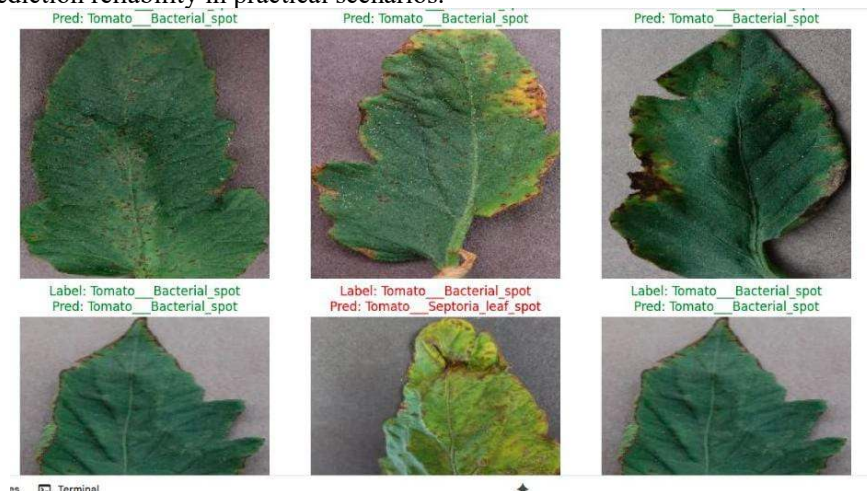 ediction reliability in practical scenarios.
Pred: Tomato___Bacterial_spot
Pred: Tomato___Bacterial_spot
Pred: Tomato___Bacterial_spot
Label: Tomato___Bacterial_spot
Pred: Tomato___Bacterial_spot
Label: Tomato___Bacterial_spot
Pred: Tomato___Septoria_leaf_spot
Label: Tomato___Bacterial_spot
Pred: Tomato___Bacterial_spot
Terminal